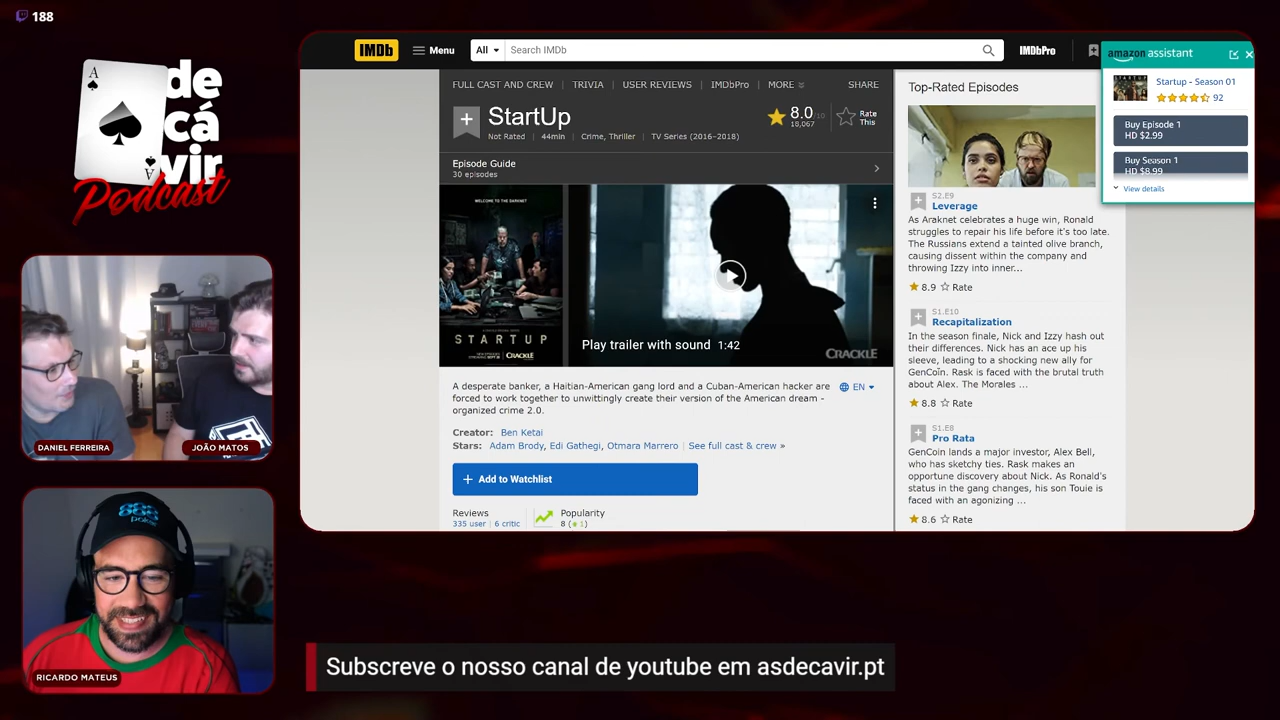 188
A
de
cá
vir
Podcast
A
IMDb
Menu
All
Search IMDb
IMDbPro
amazon assistant
Startup - Season 01
92
Buy Episode 1
HD $2.99
Buy Season 1
HD $8.99
View details
FULL CAST AND CREW
TRIVIA
USER REVIEWS
IMDbPro
MORE
SHARE
StartUp
Not Rated | 44min | Crime, Thriller | TV Series (2016–2018)
8.0/10
18,067
Rate
This
Episode Guide
30 episodes
WELCOME TO THE DARKNET
STARTUP
CRACKLE
Play trailer with sound 1:42
CRACKLE
A desperate banker, a Haitian-American gang lord and a Cuban-American hacker are
forced to work together to unwittingly create their version of the American dream -
organized crime 2.0.
EN
Creator: Ben Ketai
Stars: Adam Brody, Edi Gathegi, Otmara Marrero | See full cast & crew »
+ Add to Watchlist
Reviews
335 user | 6 critic
Popularity
8 (1)
Top-Rated Episodes
S2.E9
Leverage
As Araknet celebrates a huge win, Ronald
struggles to repair his life before it's too late.
The Russians extend a tainted olive branch,
causing dissent within the company and
throwing Izzy into inner...
8.9 Rate
S1.E10
Recapitalization
In the season finale, Nick and Izzy hash out
their differences. Nick has an ace up his
sleeve, leading to a shocking new ally for
GenCoin. Rask is faced with the brutal truth
about Alex. The Morales ...
8.8 Rate
S1.E8
Pro Rata
GenCoin lands a major investor, Alex Bell,
who has sketchy ties. Rask makes an
opportune discovery about Nick. As Ronald's
status in the gang changes, his son Touie is
faced with an agonizing ...
8.6 Rate
DANIEL FERREIRA
JOÃO MATOS
888
poker
RICARDO MATEUS
Subscreve o nosso canal de youtube em asdecavir.pt